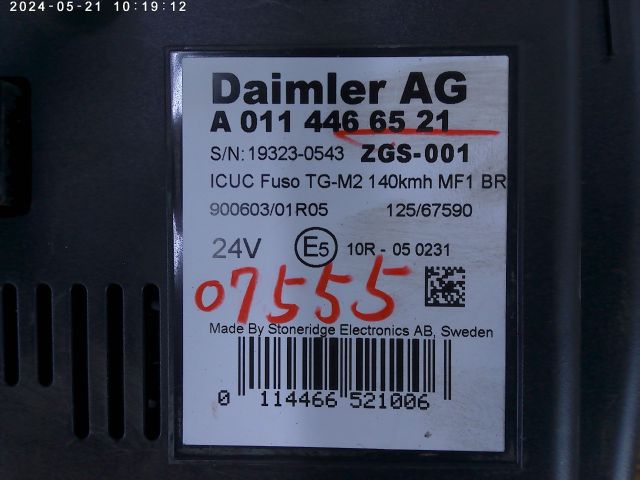 2024-05-21 10:19:12
Daimler AG
A 011 446 65 21
S/N: 19323-0543 ZGS-001
ICUC Fuso TG-M2 140kmh MF1 BR
900603/01R05 125/67590
24V E5 10R - 05 0231
07555
Made By Stoneridge Electronics AB, Sweden
0 114466 521006